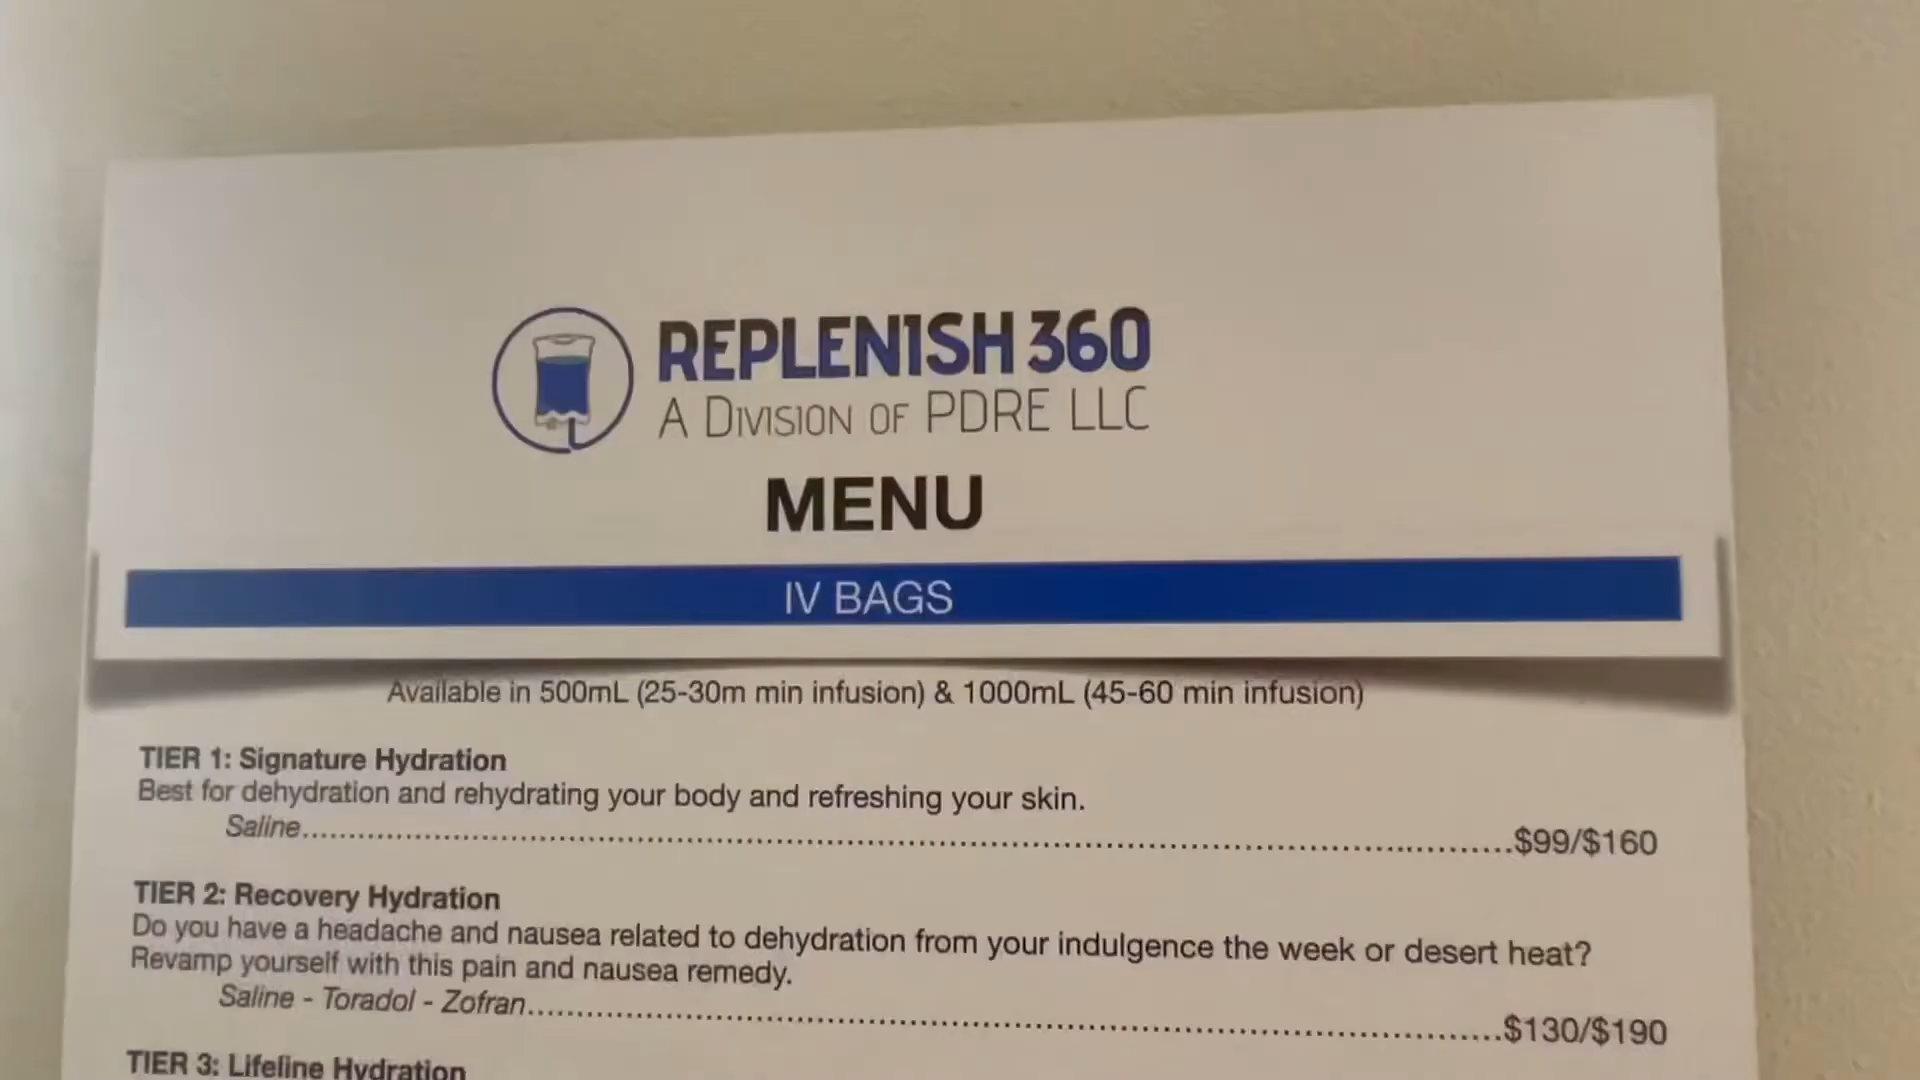 REPLENISH 360
A DIVISION OF PDRE LLC
MENU
IV BAGS
Available in 500mL (25-30m min infusion) & 1000mL (45-60 min infusion)
TIER 1: Signature Hydration
Best for dehydration and rehydrating your body and refreshing your skin.
Saline....................$99/$160
TIER 2: Recovery Hydration
Do you have a headache and nausea related to dehydration from your indulgence the week or desert heat?
Revamp yourself with this pain and nausea remedy.
Saline - Toradol - Zofran....................$130/$190
TIER 3: Lifeline Hydration